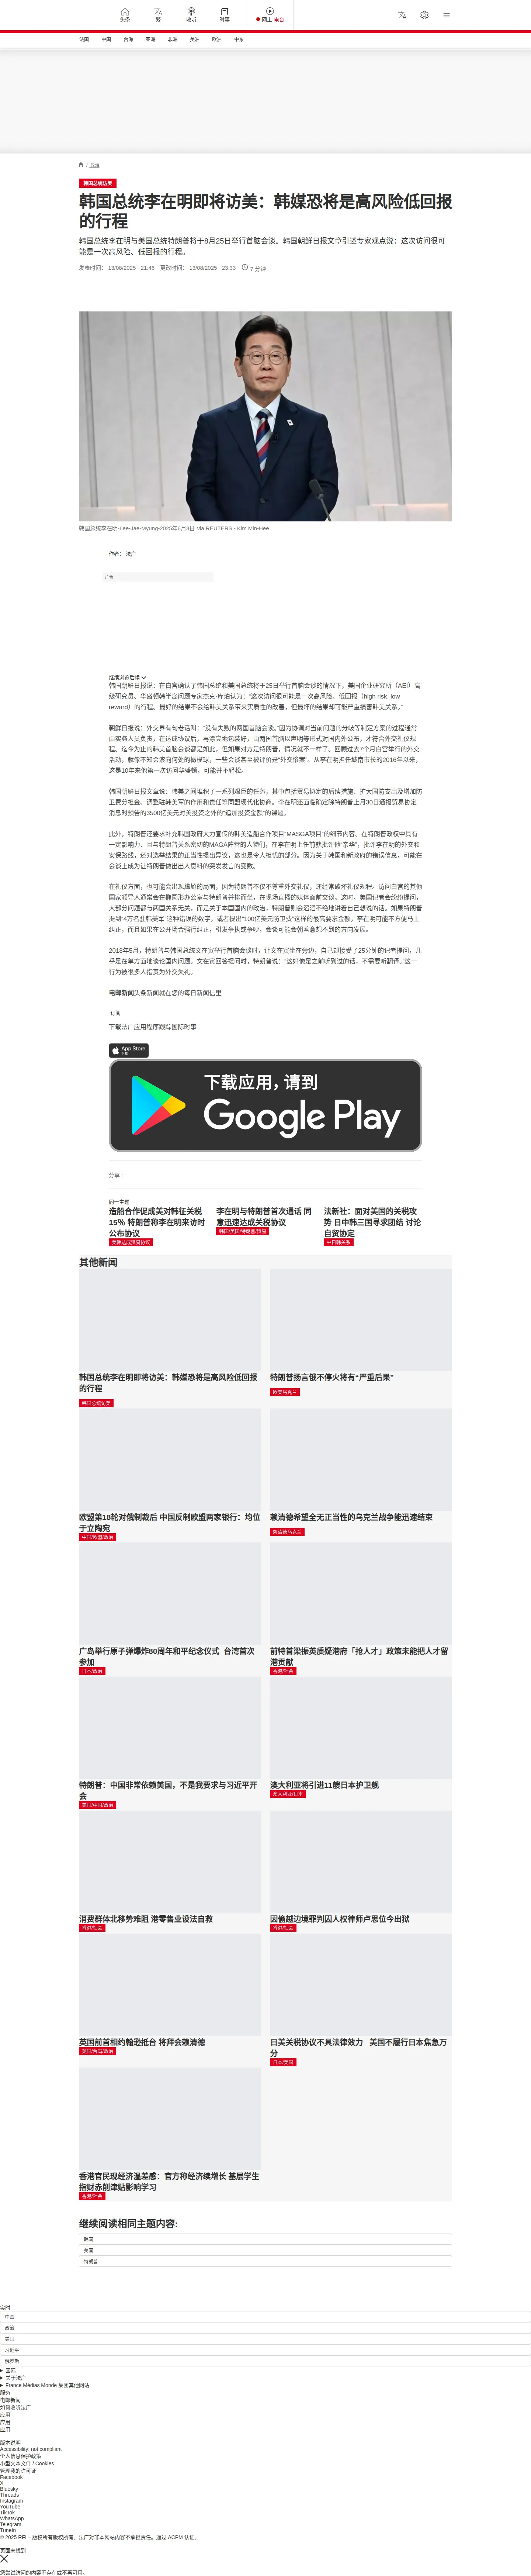 头条
繁
收听
时事
网上 电台
法国
中国
台海
亚洲
非洲
美洲
欧洲
中东
/ 政治
韩国总统访美
韩国总统李在明即将访美：韩媒恐将是高风险低回报
的行程
韩国总统李在明与美国总统特朗普将于8月25日举行首脑会谈。韩国朝鲜日报文章引述专家观点说：这次访问很可
能是一次高风险、低回报的行程。
发表时间： 13/08/2025 - 21:46 更改时间： 13/08/2025 - 23:33 7 分钟
韩国总统李在明-Lee-Jae-Myung-2025年6月3日 via REUTERS - Kim Min-Hee
作者： 法广
广告
继续浏览后续
韩国朝鲜日报说：在白宫确认了韩国总统和美国总统将于25日举行首脑会谈的情况下，美国企业研究所（AEI）高
级研究员、华盛顿韩半岛问题专家杰克·库珀认为：“这次访问很可能是一次高风险、低回报（high risk, low
reward）的行程。最好的结果不会给韩美关系带来实质性的改善，但最坏的结果却可能严重损害韩美关系。”
朝鲜日报说：外交界有句老话叫：“没有失败的两国首脑会谈。”因为协调对当前问题的分歧等制定方案的过程通常
由实务人员负责，在达成协议后，再漂亮地包装好，由两国首脑以声明等形式对国内外公布，才符合外交仪规
程。迄今为止的韩美首脑会谈都是如此，但如果对方是特朗普，情况就不一样了。回顾过去7个月白宫举行的外交
活动，就像不知会滚向何处的橄榄球，一些会谈甚至被评价是“外交惨案”。从李在明担任城南市长的2016年以来，
这是10年来他第一次访问华盛顿，可能并不轻松。
韩国朝鲜日报文章说：韩美之间堆积了一系列艰巨的任务，其中包括贸易协定的后续措施、扩大国防支出及增加防
卫费分担金、调整驻韩美军的作用和责任等同盟现代化协商。李在明还面临确定除特朗普上月30日通报贸易协定
消息时预告的3500亿美元对美投资之外的“追加投资金额”的课题。
此外，特朗普还要求补充韩国政府大力宣传的韩美造船合作项目“MASGA项目”的细节内容。在特朗普政权中具有
一定影响力、且与特朗普关系密切的MAGA阵营的人物们，在李在明上任前就批评他“亲华”，批评李在明的外交和
安保路线，还对选举结果的正当性提出异议，这也是令人担忧的部分。因为关于韩国和新政府的错误信息，可能在
会谈上成为让特朗普做出出人意料的突发发言的变数。
在礼仪方面，也可能会出现尴尬的局面，因为特朗普不仅不尊重外交礼仪，还经常破坏礼仪规程。访问白宫的其他
国家领导人通常会在椭圆形办公室与特朗普并排而坐，在现场直播的媒体面前交谈。这时，美国记者会纷纷提问，
大部分问题都与两国关系无关，而是关于本国国内的政治，特朗普则会滔滔不绝地讲着自己想说的话。如果特朗普
提到“4万名驻韩美军”这种错误的数字，或者提出“100亿美元防卫费”这样的最高要求金额，李在明可能不方便马上
纠正，而且如果在公开场合强行纠正，引发争执或争吵，会谈可能会朝着意想不到的方向发展。
2018年5月，特朗普与韩国总统文在寅举行首脑会谈时，让文在寅坐在旁边，自己却接受了25分钟的记者提问，几
乎是在单方面地谈论国内问题。文在寅回答提问时，特朗普说：“这好像是之前听到过的话，不需要听翻译。”这一
行为被很多人指责为外交失礼。
电邮新闻头条新闻就在您的每日新闻信里
订阅
下载法广应用程序跟踪国际时事
App Store
下载
下载应用，请到
Google Play
分享 :
同一主题
造船合作促成美对韩征关税
15% 特朗普称李在明来访时
公布协议
美韩达成贸易协议
李在明与特朗普首次通话 同
意迅速达成关税协议
韩国/美国/特朗普/贸易
法新社：面对美国的关税攻
势 日中韩三国寻求团结 讨论
自贸协定
中日韩关系
其他新闻
韩国总统李在明即将访美：韩媒恐将是高风险低回报
的行程
韩国总统访美
特朗普扬言俄不停火将有“严重后果”
欧美乌克兰
欧盟第18轮对俄制裁后 中国反制欧盟两家银行：均位
于立陶宛
中国/欧盟/政治
赖清德希望全无正当性的乌克兰战争能迅速结束
赖清德乌克兰
广岛举行原子弹爆炸80周年和平纪念仪式 台湾首次
参加
日本/政治
前特首梁振英质疑港府「抢人才」政策未能把人才留
港贡献
香港/社会
特朗普：中国非常依赖美国，不是我要求与习近平开
会
美国/中国/政治
澳大利亚将引进11艘日本护卫舰
澳大利亚/日本
消费群体北移势难阻 港零售业设法自救
香港/社会
因偷越边境罪判囚人权律师卢思位今出狱
香港/社会
英国前首相约翰逊抵台 将拜会赖清德
英国/台湾/政治
日美关税协议不具法律效力 美国不履行日本焦急万
分
日本/美国
香港官民现经济温差感：官方称经济续增长 基层学生
指财赤削津贴影响学习
香港/社会
继续阅读相同主题内容:
韩国
美国
特朗普
实时
中国
政治
美国
习近平
俄罗斯
国际
关于法广
France Médias Monde 集团其他网站
服务
电邮新闻
如何收听法广
应用
应用
应用
版本说明
Accessibility: not compliant
个人信息保护政策
小型文本文件 / Cookies
管理我的许可证
Facebook
X
Bluesky
Threads
Instagram
YouTube
TikTok
WhatsApp
Telegram
TuneIn
© 2025 RFI – 版权所有版权所有。法广对非本网站内容不承担责任。通过 ACPM 认证。
页面未找到
您尝试访问的内容不存在或不再可用。